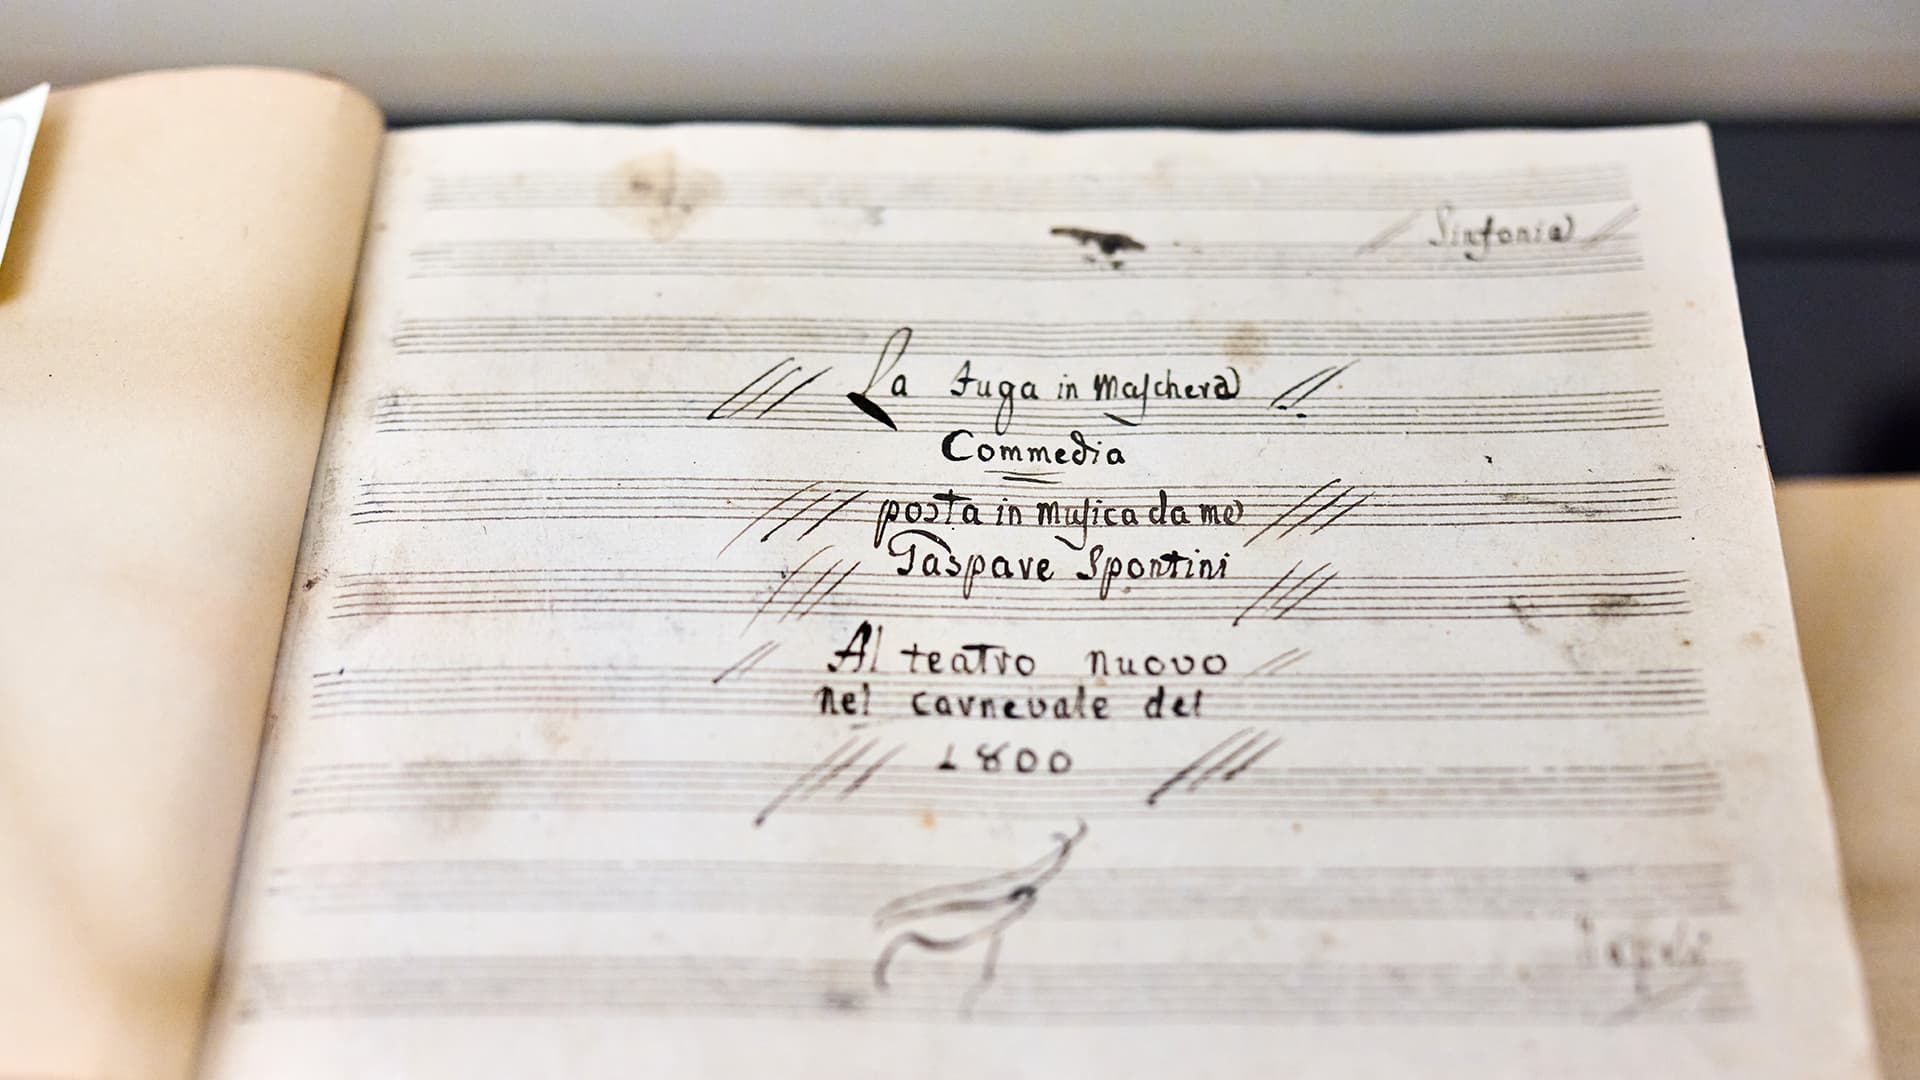 Sinfonia
La Fuga in Maſchera
Commedia
posta in muſica da me
Gaspare Spontini
Al teatro nuovo
nel carnevale del
1800